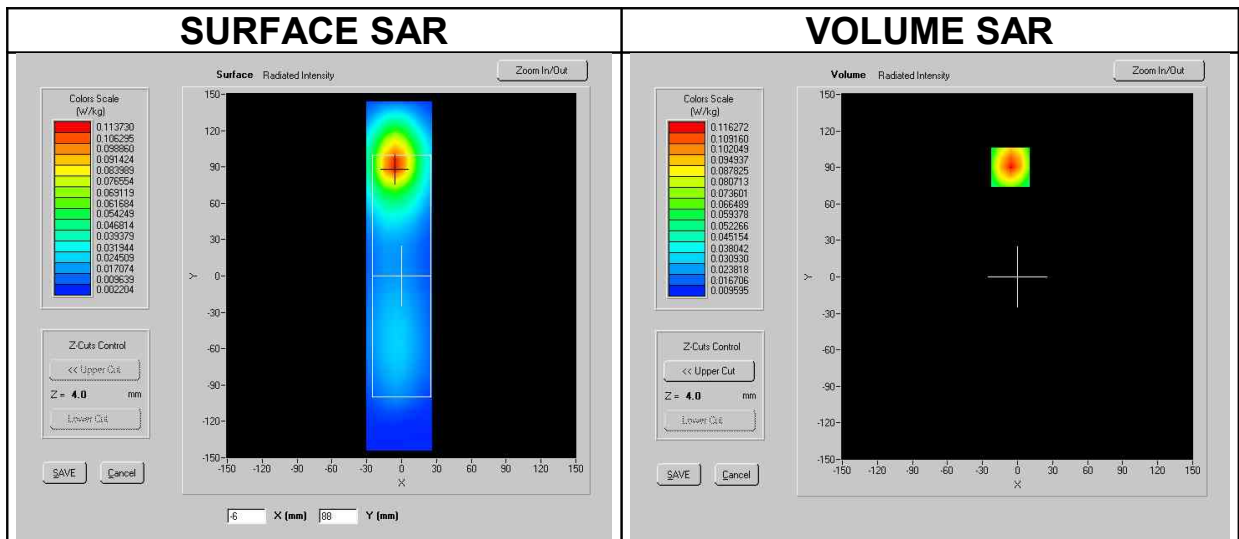 SURFACE SAR
VOLUME SAR
Surface Radiated Intensity
Zoom In/Out
Colors Scale
(W/kg)
0.113730
0.106295
0.098860
0.091424
0.083989
0.076554
0.069119
0.061684
0.054249
0.046814
0.039379
0.031944
0.024509
0.017074
0.009639
0.002204
Z-Cuts Control
<< Upper Cut
Z = 4.0 mm
Lower Cut
SAVE
Cancel
150
120
90
60
30
0
-30
-60
-90
-120
-150
Y
-150 -120 -90 -60 -30 0 30 60 90 120 150
X
-6 X (mm) 88 Y (mm)
Volume Radiated Intensity
Zoom In/Out
Colors Scale
(W/kg)
0.116272
0.109160
0.102049
0.094937
0.087825
0.080713
0.073601
0.066489
0.059378
0.052266
0.045154
0.038042
0.030930
0.023818
0.016706
0.009595
Z-Cuts Control
<< Upper Cut
Z = 4.0 mm
Lower Cut
SAVE
Cancel
150
120
90
60
30
0
-30
-60
-90
-120
-150
Y
-150 -120 -90 -60 -30 0 30 60 90 120 150
X